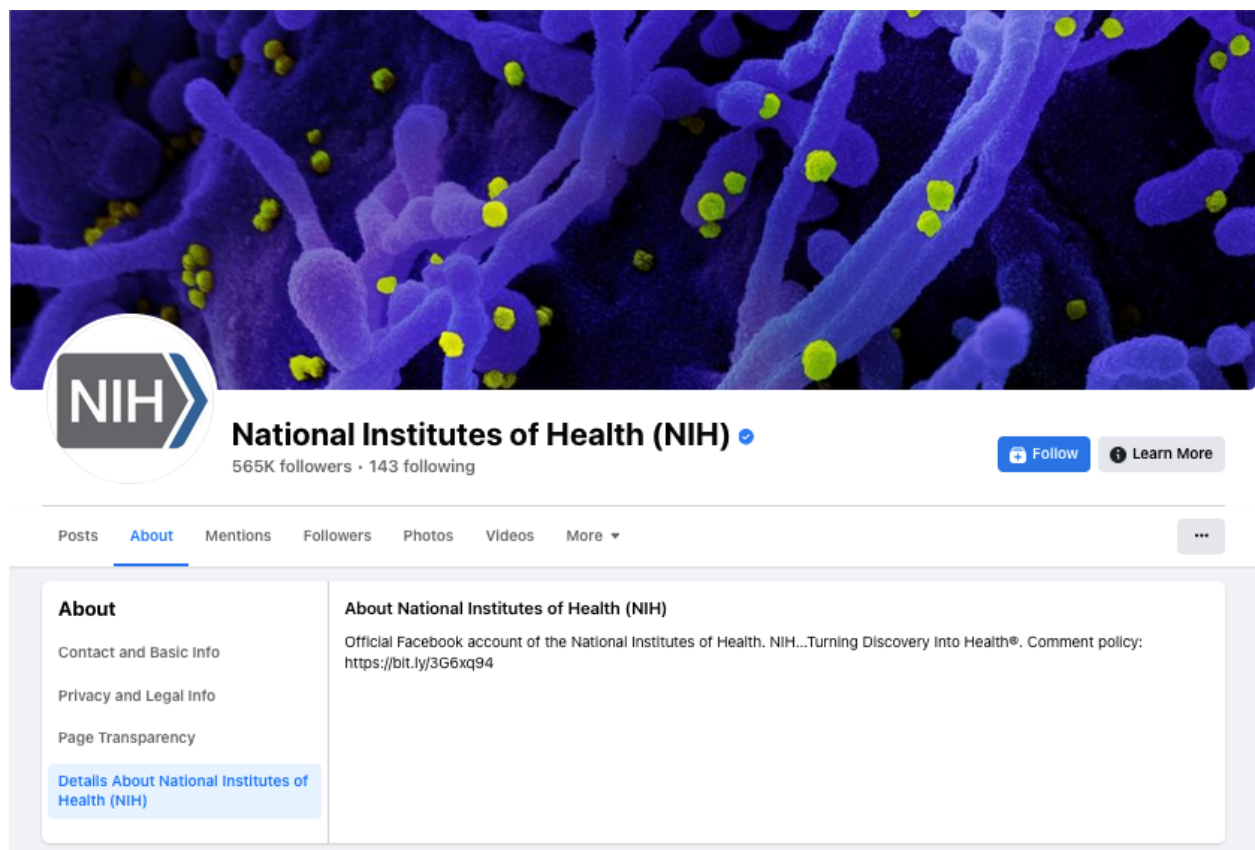 NIH
National Institutes of Health (NIH)
565K followers · 143 following
Follow
Learn More
Posts
About
Mentions
Followers
Photos
Videos
More
About
Contact and Basic Info
Privacy and Legal Info
Page Transparency
Details About National Institutes of
Health (NIH)
About National Institutes of Health (NIH)
Official Facebook account of the National Institutes of Health. NIH...Turning Discovery Into Health®. Comment policy:
https://bit.ly/3G6xq94